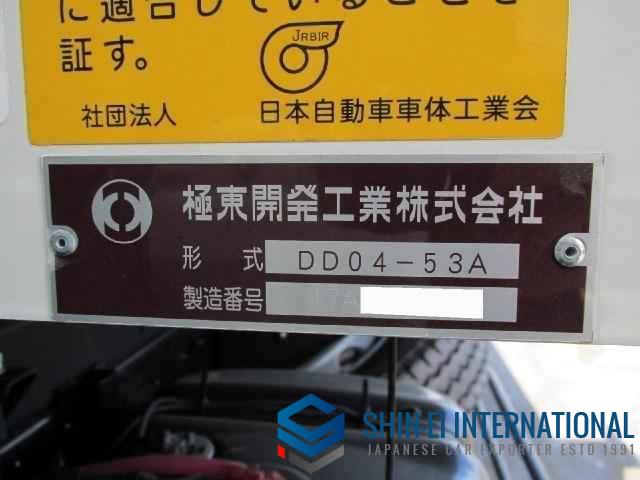 に適合していることを
証す。
JRBIR
社団法人 日本自動車車体工業会
極東開発工業株式会社
形式 DD04-53A
製造番号
SHIN EI INTERNATIONAL
JAPANESE CAR EXPORTER ESTD 1991